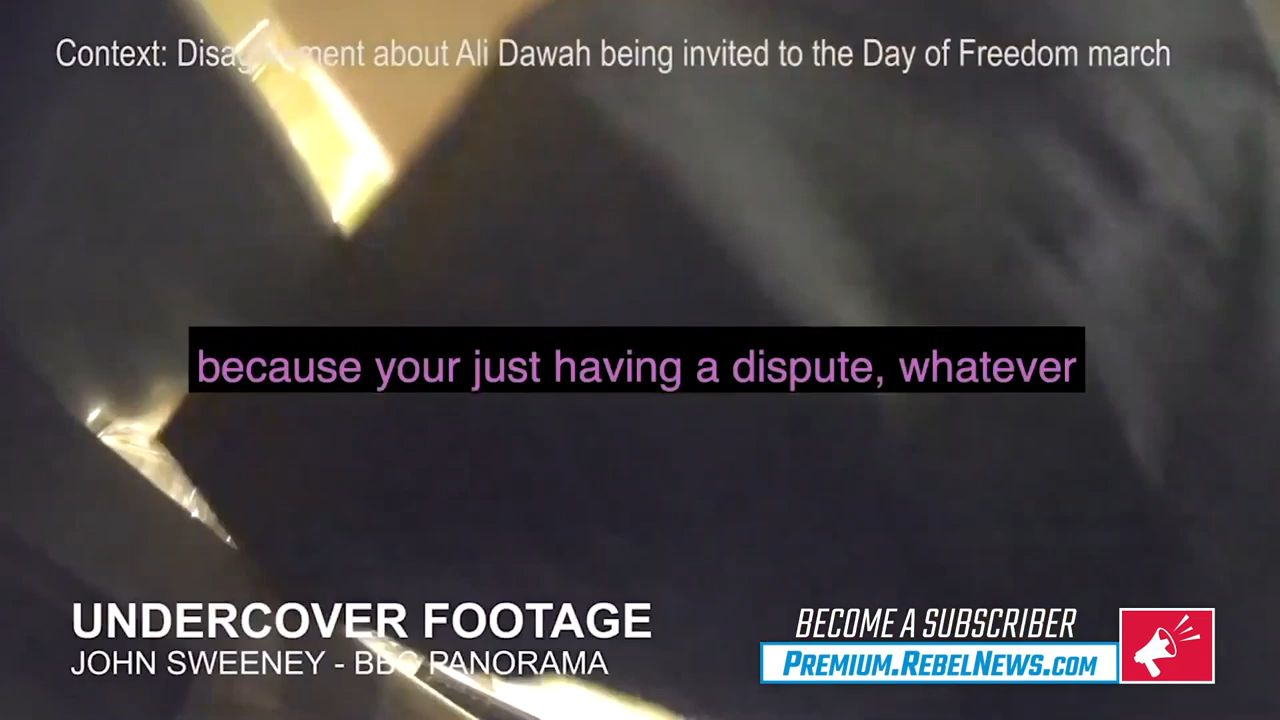 Context: Disagreement about Ali Dawah being invited to the Day of Freedom march
because your just having a dispute, whatever
UNDERCOVER FOOTAGE
JOHN SWEENEY - BBC PANORAMA
BECOME A SUBSCRIBER
PREMIUM.REBELNEWS.COM